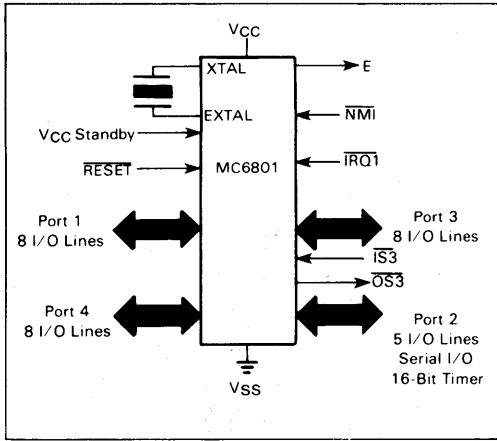 VCC
XTAL
E
EXTAL
NMI
VCC Standby
RESET
MC6801
IRQ1
Port 1
8 I/O Lines
Port 3
8 I/O Lines
IS3
OS3
Port 4
8 I/O Lines
Port 2
5 I/O Lines
Serial I/O
16-Bit Timer
VSS